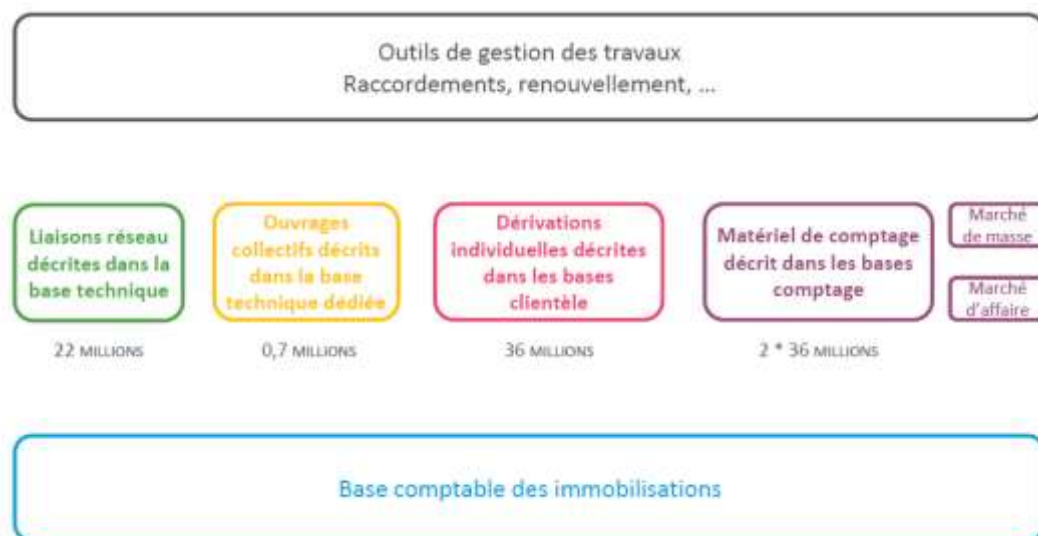 Outils de gestion des travaux
Raccordements, renouvellement, ...
Liaisons réseau
décrites dans la
base technique
Ouvrages
collectifs décrits
dans la base
technique dédiée
Dérivations
individuelles décrites
dans les bases
clientèle
Matériel de comptage
décrit dans les bases
comptage
Marché
de masse
Marché
d'affaire
22 MILLIONS
0,7 MILLIONS
36 MILLIONS
2 * 36 MILLIONS
Base comptable des immobilisations